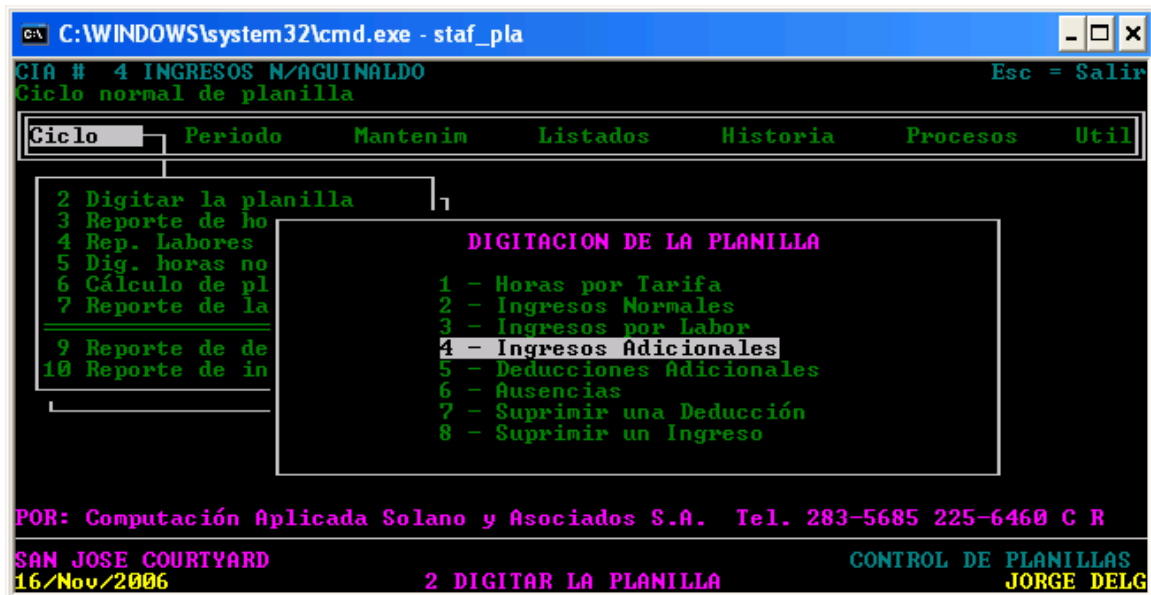 C:\WINDOWS\system32\cmd.exe - staf_pla
CIA # 4 INGRESOS N/AGUINALDO Esc = Salir
Ciclo normal de planilla
Ciclo Periodo Mantenim Listados Historia Procesos Util
2 Digitar la planilla
3 Reporte de ho
4 Rep. Labores
5 Dig. horas no
6 Cálculo de pl
7 Reporte de la
9 Reporte de de
10 Reporte de in
DIGITACION DE LA PLANILLA
1 - Horas por Tarifa
2 - Ingresos Normales
3 - Ingresos por Labor
4 - Ingresos Adicionales
5 - Deducciones Adicionales
6 - Ausencias
7 - Suprimir una Deducción
8 - Suprimir un Ingreso
POR: Computación Aplicada Solano y Asociados S.A. Tel. 283-5685 225-6460 C R
SAN JOSE COURTYARD CONTROL DE PLANILLAS
16/Nov/2006 2 DIGITAR LA PLANILLA JORGE DELG